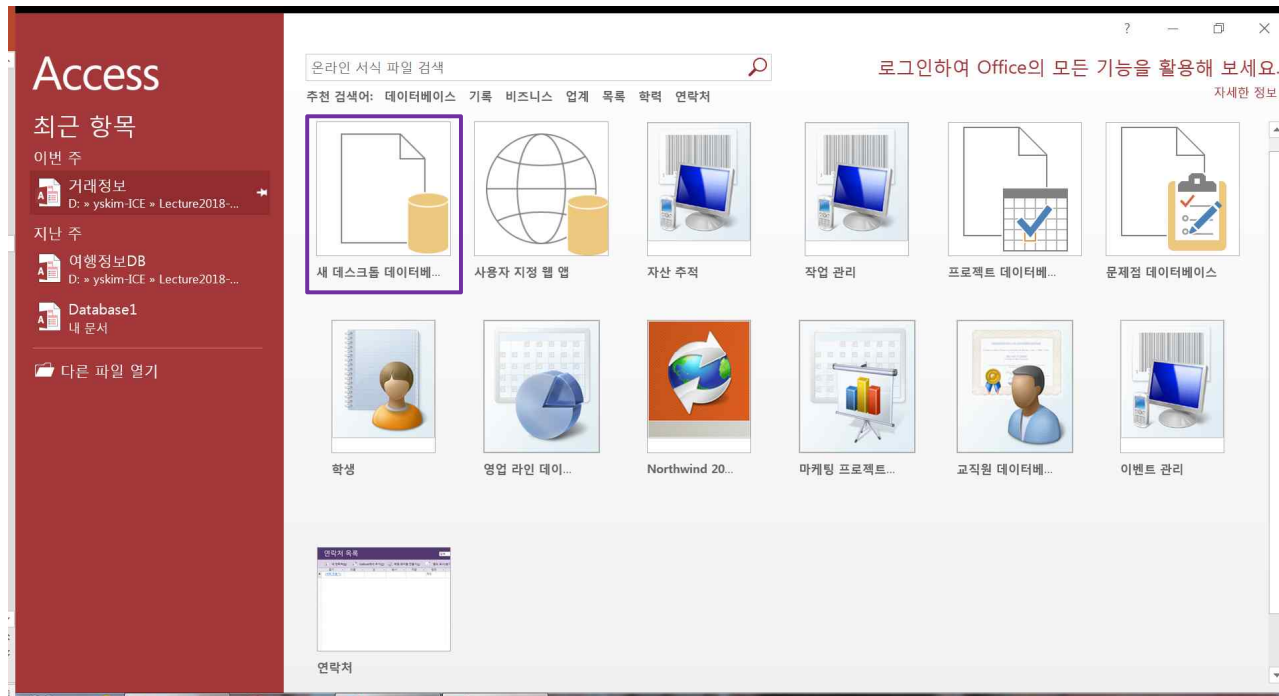 Access
최근 항목
이번 주
거래정보
D: » yskim-ICE » Lecture2018-...
지난 주
여행정보DB
D: » yskim-ICE » Lecture2018-...
Database1
내 문서
다른 파일 열기
?
온라인 서식 파일 검색
로그인하여 Office의 모든 기능을 활용해 보세요.
자세한 정보
추천 검색어: 데이터베이스 기록 비즈니스 업계 목록 학력 연락처
새 데스크톱 데이터베... 사용자 지정 웹 앱 자산 추적 작업 관리 프로젝트 데이터베... 문제점 데이터베이스
학생 영업 라인 데이... Northwind 20... 마케팅 프로젝트... 교직원 데이터베... 이벤트 관리
연락처 목록
연락처